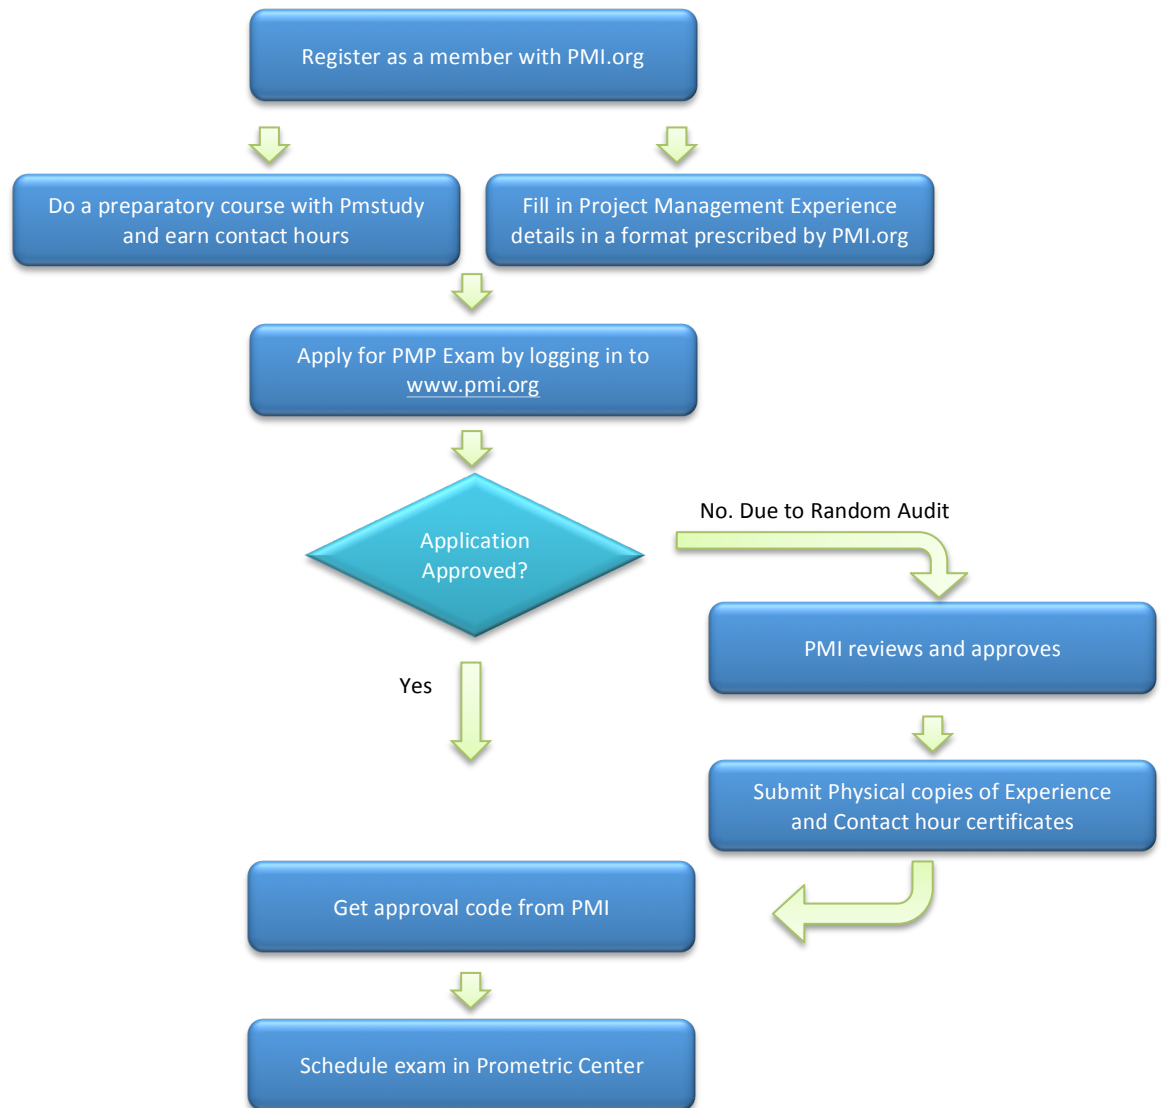 Register as a member with PMI.org
Do a preparatory course with Pmstudy
and earn contact hours
Fill in Project Management Experience
details in a format prescribed by PMI.org
Apply for PMP Exam by logging in to
www.pmi.org
Application
Approved?
No. Due to Random Audit
PMI reviews and approves
Yes
Submit Physical copies of Experience
and Contact hour certificates
Get approval code from PMI
Schedule exam in Prometric Center